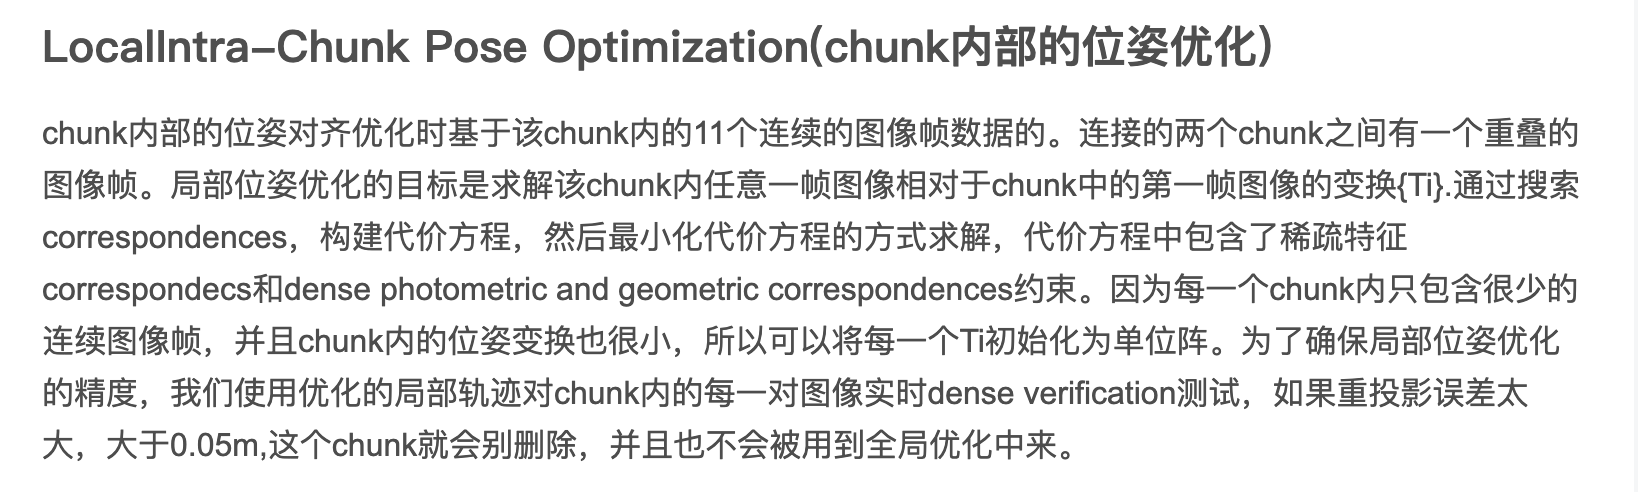 LocalIntra-Chunk Pose Optimization(chunk内部的位姿优化)
chunk内部的位姿对齐优化时基于该chunk内的11个连续的图像帧数据的。连接的两个chunk之间有一个重叠的
图像帧。局部位姿优化的目标是求解该chunk内任意一帧图像相对于chunk中的第一帧图像的变换{Ti}.通过搜索
correspondences，构建代价方程，然后最小化代价方程的方式求解，代价方程中包含了稀疏特征
correspondecs和dense photometric and geometric correspondences约束。因为每一个chunk内只包含很少的
连续图像帧，并且chunk内的位姿变换也很小，所以可以将每一个Ti初始化为单位阵。为了确保局部位姿优化
的精度，我们使用优化的局部轨迹对chunk内的每一对图像实时dense verification测试，如果重投影误差太
大，大于0.05m,这个chunk就会别删除，并且也不会被用到全局优化中来。